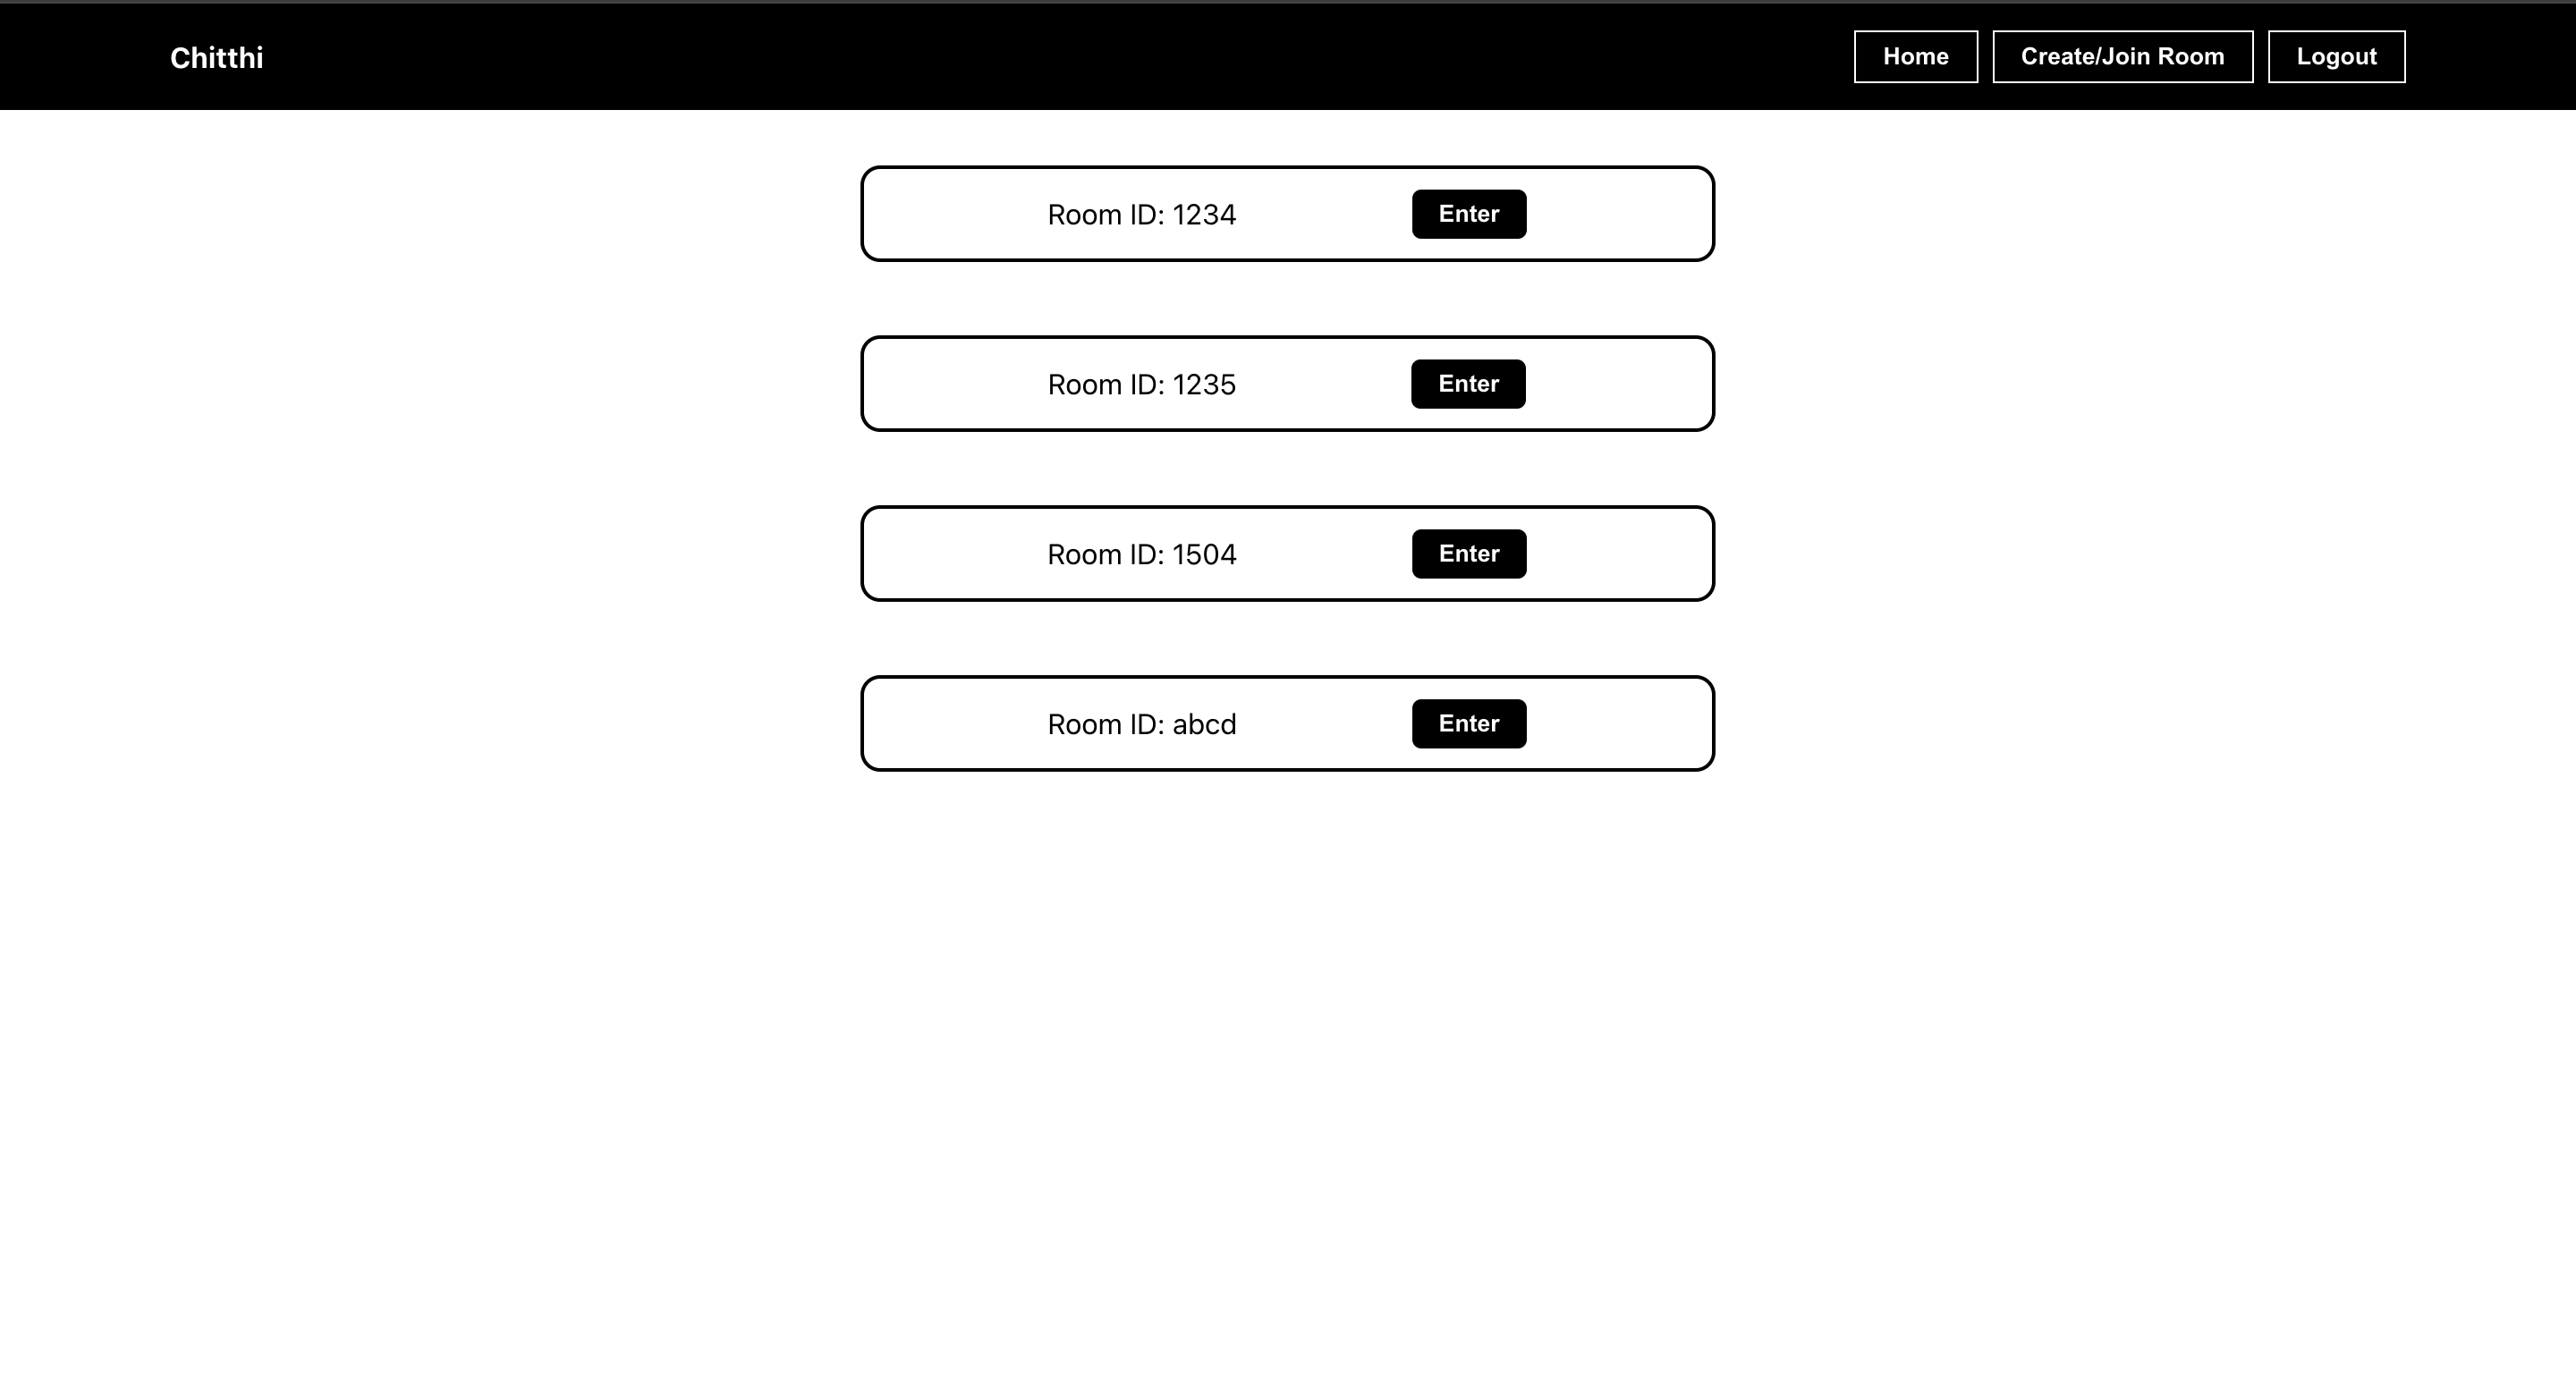 Chitthi Home Create/Join Room Logout
Room ID: 1234 Enter
Room ID: 1235 Enter
Room ID: 1504 Enter
Room ID: abcd Enter